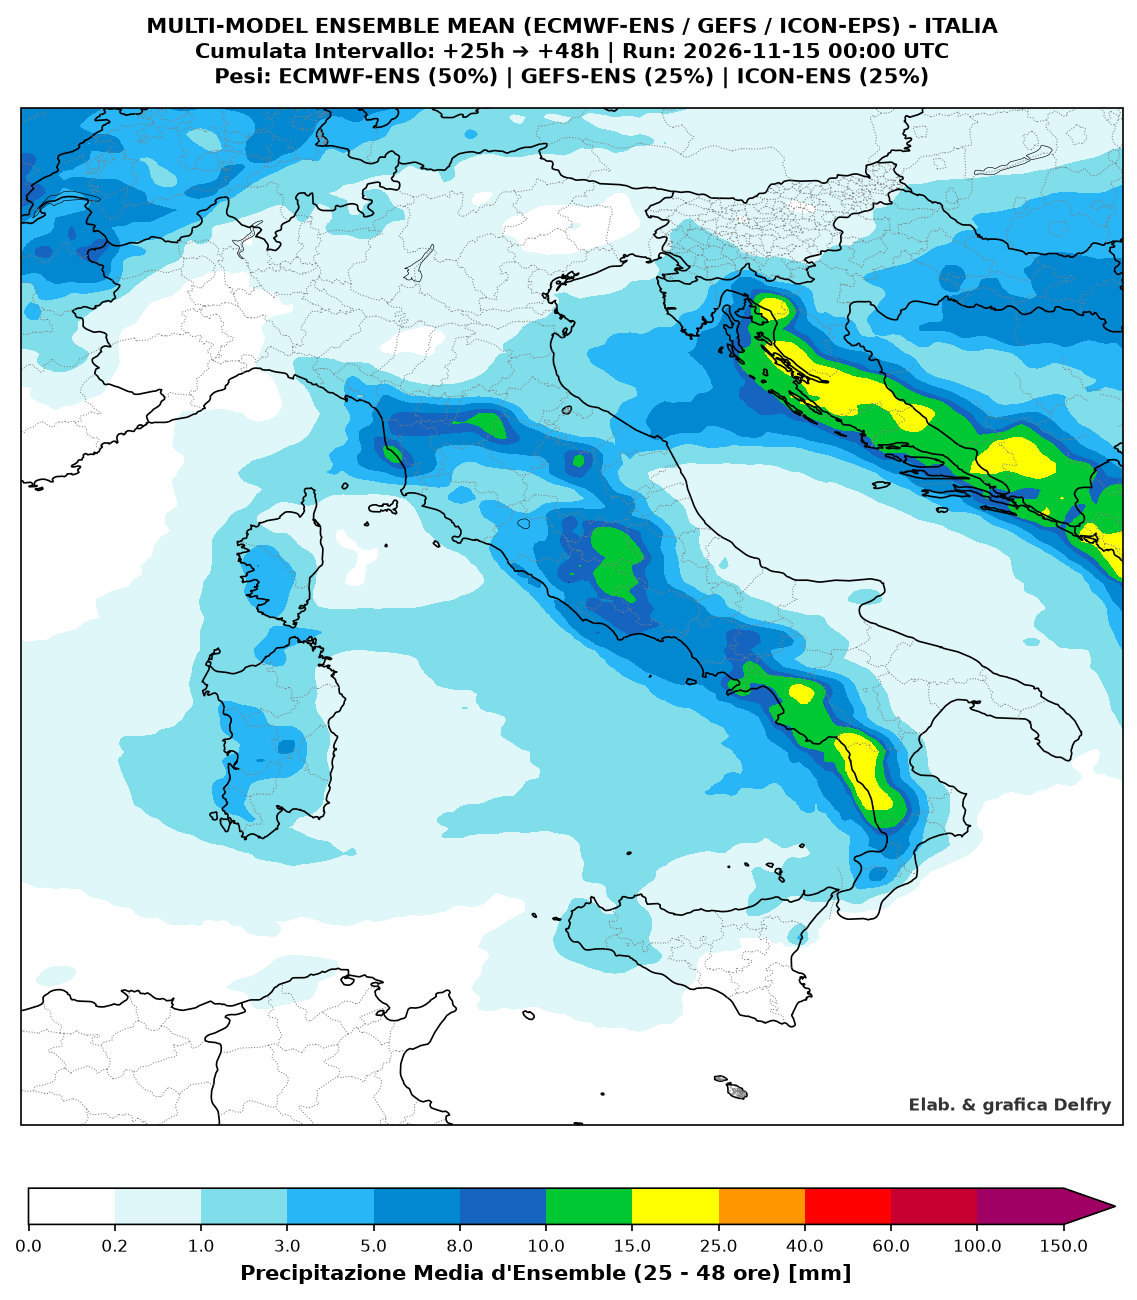 MULTI-MODEL ENSEMBLE MEAN (ECMWF-ENS / GEFS / ICON-EPS) - ITALIA
Cumulata Intervallo: +25h → +48h | Run: 2026-11-15 00:00 UTC
Pesi: ECMWF-ENS (50%) | GEFS-ENS (25%) | ICON-ENS (25%)
Elab. & grafica Delfry
0.0 0.2 1.0 3.0 5.0 8.0 10.0 15.0 25.0 40.0 60.0 100.0 150.0
Precipitazione Media d'Ensemble (25 - 48 ore) [mm]